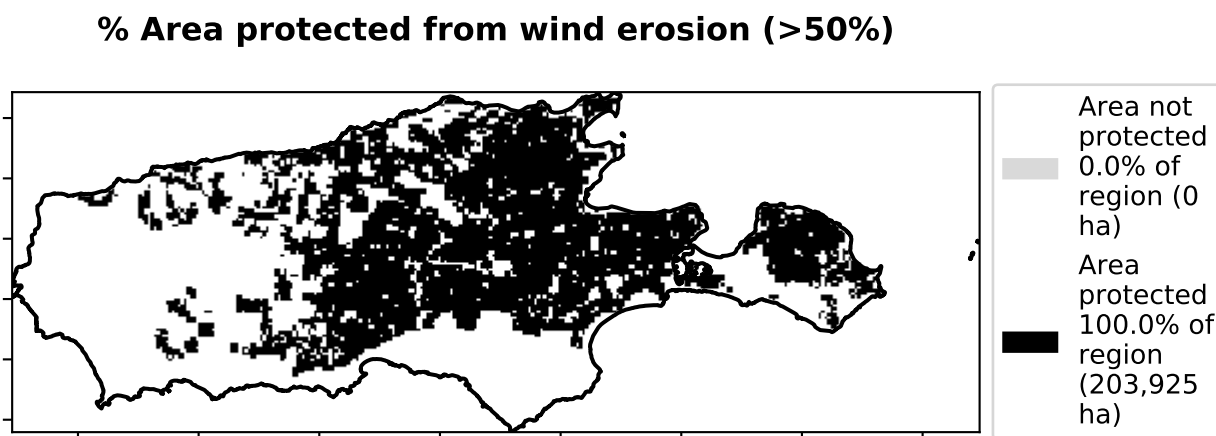 % Area protected from wind erosion (>50%)
Area not
protected
0.0% of
region (0
ha)
Area
protected
100.0% of
region
(203,925
ha)